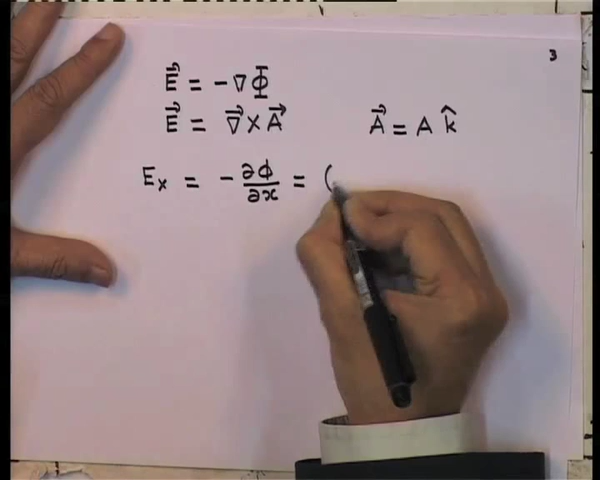 3
E⃗ = -∇Φ
E⃗ = ∇⃗ × A⃗    A⃗ = A k̂
Eₓ = - ∂Φ/∂x = (